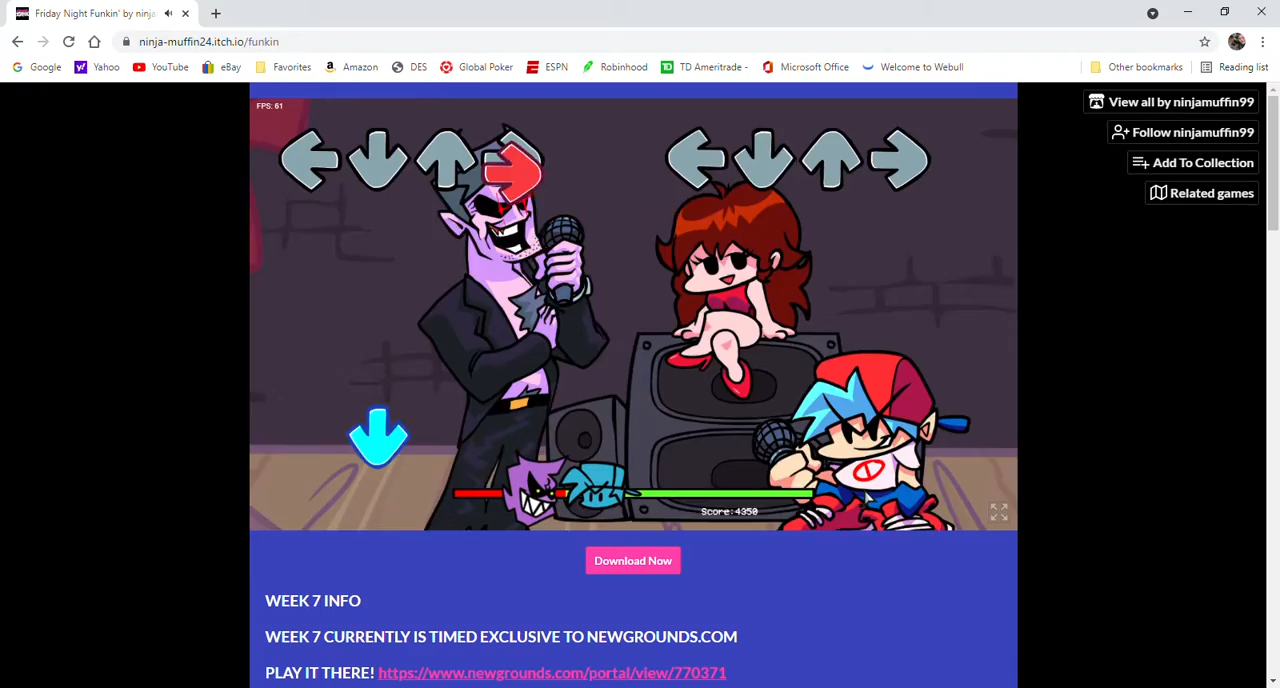 Friday Night Funkin' by ninja
ninja-muffin24.itch.io/funkin
Google Yahoo YouTube eBay Favorites Amazon DES Global Poker ESPN Robinhood TD Ameritrade - Microsoft Office Welcome to Webull Other bookmarks Reading list
FPS: 61
View all by ninjamuffin99
Follow ninjamuffin99
Add To Collection
Related games
Score:4350
Download Now
WEEK 7 INFO
WEEK 7 CURRENTLY IS TIMED EXCLUSIVE TO NEWGROUNDS.COM
PLAY IT THERE! https://www.newgrounds.com/portal/view/770371